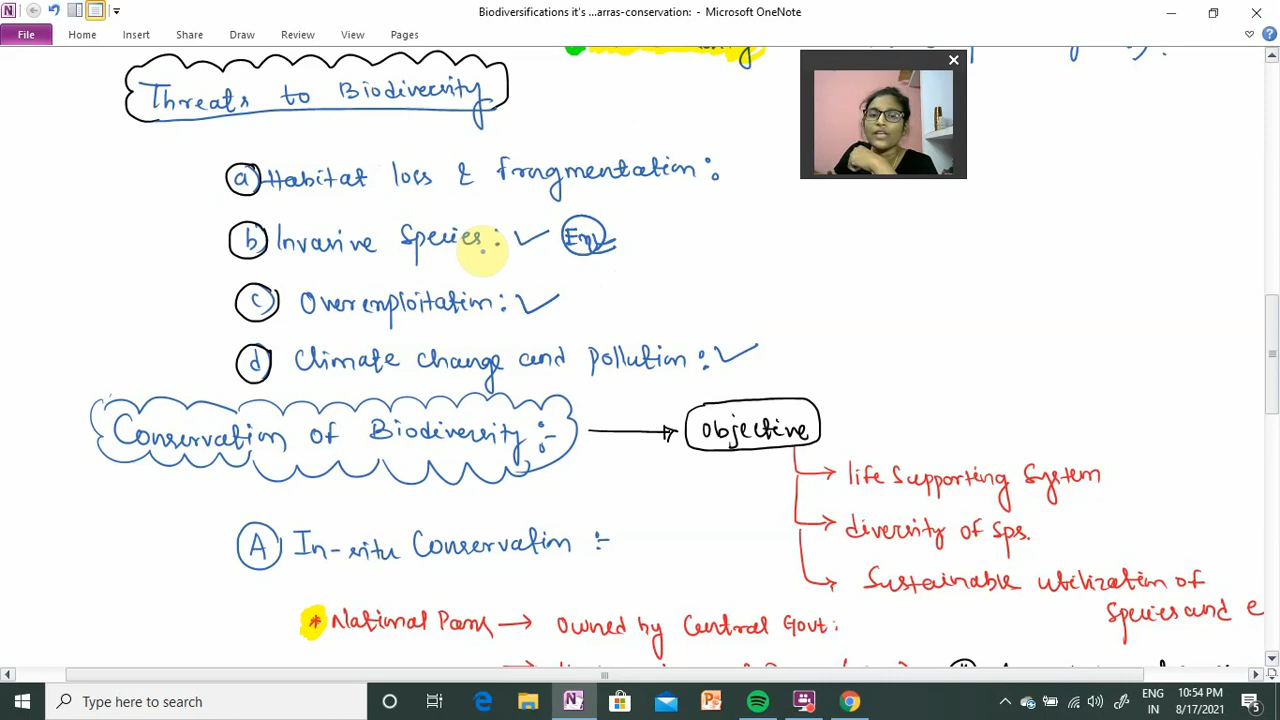 Biodiversifications it's ...arras-conservation: - Microsoft OneNote
File Home Insert Share Draw Review View Pages
Threats to Biodivercity
a) Habitat loss & fragmentation:
b) Invasive Species:
c) Overexploitation:
d) Climate change and pollution:
Conservation of Biodivercity:-
Objective
life Supporting System
diversity of Sps.
Sustainable utilization of
Species and e
A In-situ Conservation :-
* National Park → owned by Central Govt:
Type here to search
ENG
IN
10:54 PM
8/17/2021
5